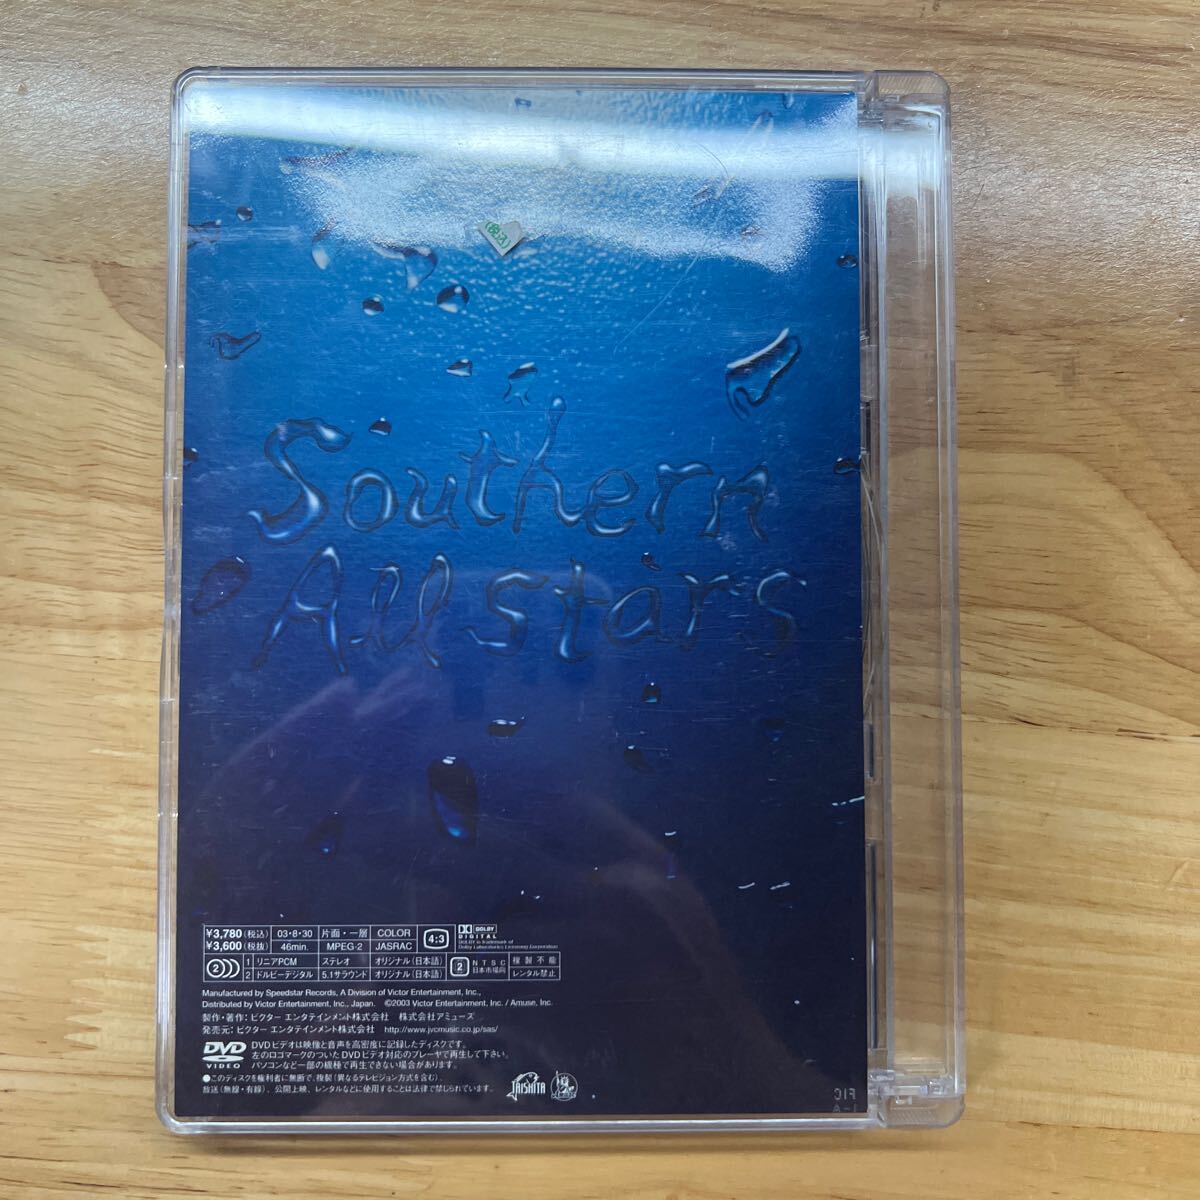 (税込)
Southern
All stars
¥3,780(税込) 03・8・30 片面・一層 COLOR 4:3 DOLBY DIGITAL
¥3,600(税抜) 46min. MPEG-2 JASRAC DOLBY is trademark of Dolby Laboratories Licensing Corporation
2 1 リニアPCM ステレオ オリジナル(日本語) 2 NTSC 日本市場向 複製不能
2 ドルビーデジタル 5.1サラウンド オリジナル(日本語) レンタル禁止
Manufactured by Speedstar Records, A Division of Victor Entertainment, Inc.,
Distributed by Victor Entertainment, Inc., Japan. ©2003 Victor Entertainment, Inc. / Amuse, Inc.
製作・著作：ビクター エンタテインメント株式会社 株式会社アミューズ
発売元：ビクター エンタテインメント株式会社 http://www.jvcmusic.co.jp/sas/
DVD VIDEO
DVDビデオは映像と音声を高密度に記録したディスクです。
左のロゴマークのついたDVDビデオ対応のプレーヤで再生して下さい。
パソコンなど一部の機種で再生できない場合があります。
●このディスクを権利者に無断で、複製(異なるテレビジョン方式を含む)、
放送(無線・有線)、公開上映、レンタルなどに使用することは法律で禁じられています。
TAISHITA